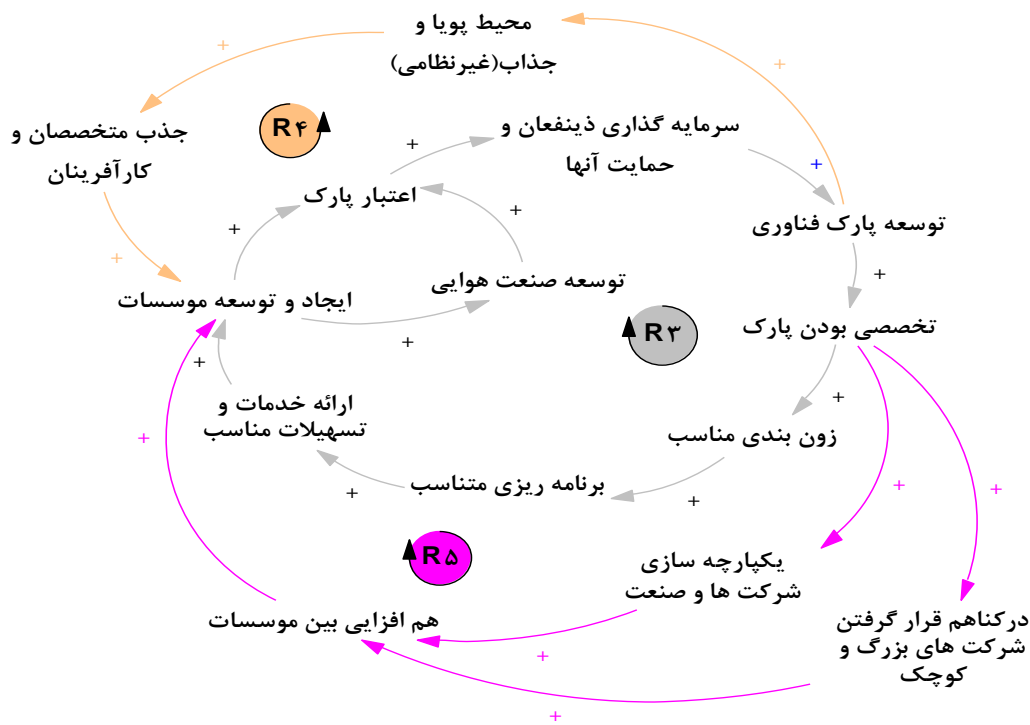 محیط پویا و
جذاب(غیرنظامی)
+
+
جذب متخصصان و
کارآفرینان
R۴
سرمایه گذاری ذینفعان و
حمایت آنها
+
+
اعتبار پارک
توسعه پارک فناوری
+
+
+
توسعه صنعت هوایی
+
ایجاد و توسعه موسسات
+
R۳
تخصصی بودن پارک
+
+
ارائه خدمات و
تسهیلات مناسب
+
زون بندی مناسب
+
برنامه ریزی متناسب
+
+
+
+
R۵
یکپارچه سازی
شرکت ها و صنعت
هم افزایی بین موسسات
درکناهم قرار گرفتن
شرکت های بزرگ و
کوچک
+
+